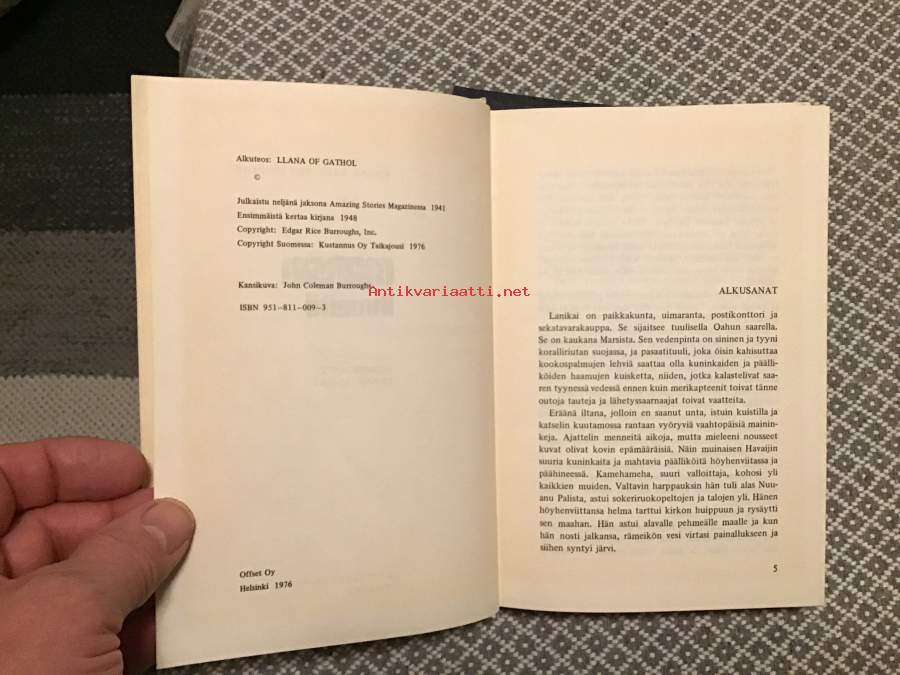 Alkuteos: LLANA OF GATHOL
©
Julkaistu neljänä jaksona Amazing Stories Magazinessa 1941
Ensimmäistä kertaa kirjana 1948
Copyright: Edgar Rice Burroughs, Inc.
Copyright Suomessa: Kustannus Oy Taikajousi 1976
Kansikuva: John Coleman Burroughs
ISBN 951-811-009-3
Offset Oy
Helsinki 1976
Antikvariaatti.net
ALKUSANAT
Lanikai on paikkakunta, uimaranta, postikonttori ja
sekatavarakauppa. Se sijaitsee tuulisella Oahun saarella.
Se on kaukana Marsista. Sen vedenpinta on sininen ja tyyni
koralliriutan suojassa, ja pasaatituuli, joka öisin kahisuttaa
kookospalmujen lehviä saattaa olla kuninkaiden ja päälli-
köiden haamujen kuisketta, niiden, jotka kalastelivat saa-
ren tyynessä vedessä ennen kuin merikapteenit toivat tänne
outoja tauteja ja lähetyssaarnaajat toivat vaatteita.
Eräänä iltana, jolloin en saanut unta, istuin kuistilla ja
katselin kuutamossa rantaan vyöryviä vaahtopäisiä mainin-
keja. Ajattelin menneitä aikoja, mutta mieleeni nousseet
kuvat olivat kovin epämääräisiä. Näin muinaisen Havaijin
suuria kuninkaita ja mahtavia päälliköitä höyhenviitassa ja
päähineessä. Kamehameha, suuri valloittaja, kohosi yli
kaikkien muiden. Valtavin harppauksin hän tuli alas Nuu-
anu Palista, astui sokeriruokopeltojen ja talojen yli. Hänen
höyhenviittansa helma tarttui kirkon huippuun ja rysäytti
sen maahan. Hän astui alavalle pehmeälle maalle ja kun
hän nosti jalkansa, rämeikön vesi virtasi painallukseen ja
siihen syntyi järvi.
5